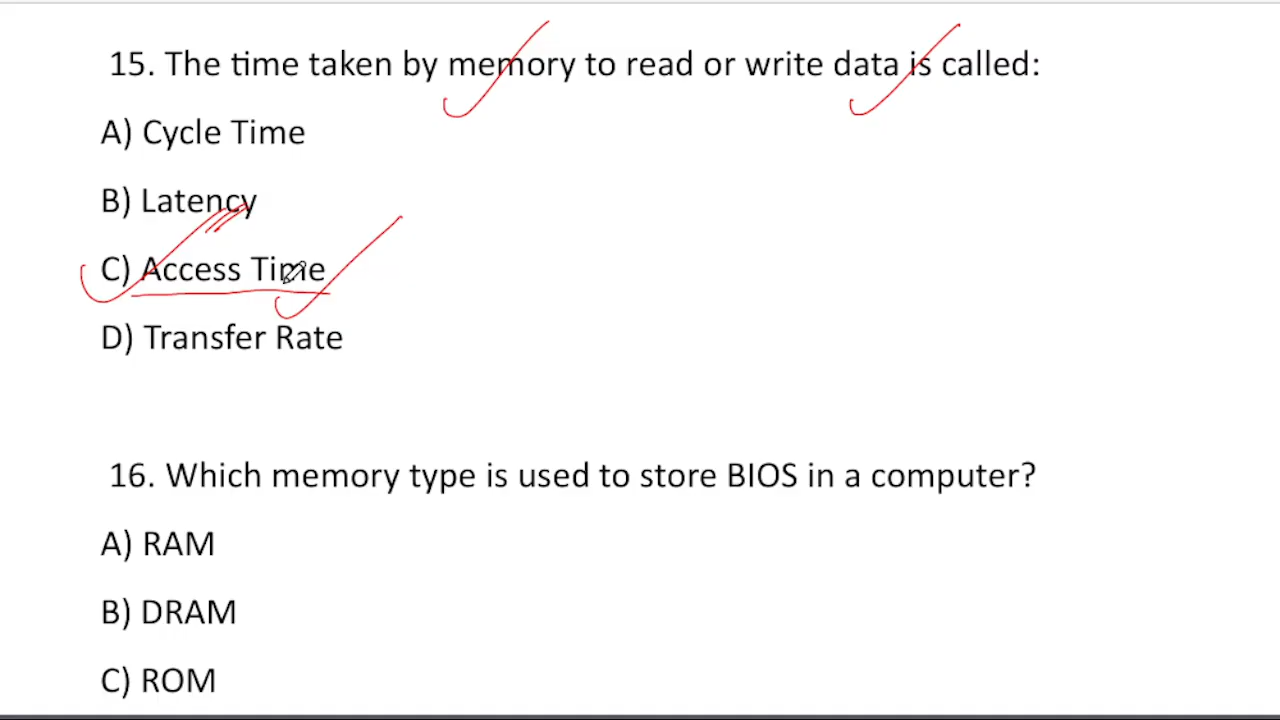 15. The time taken by memory to read or write data is called:
A) Cycle Time
B) Latency
C) Access Time
D) Transfer Rate
16. Which memory type is used to store BIOS in a computer?
A) RAM
B) DRAM
C) ROM